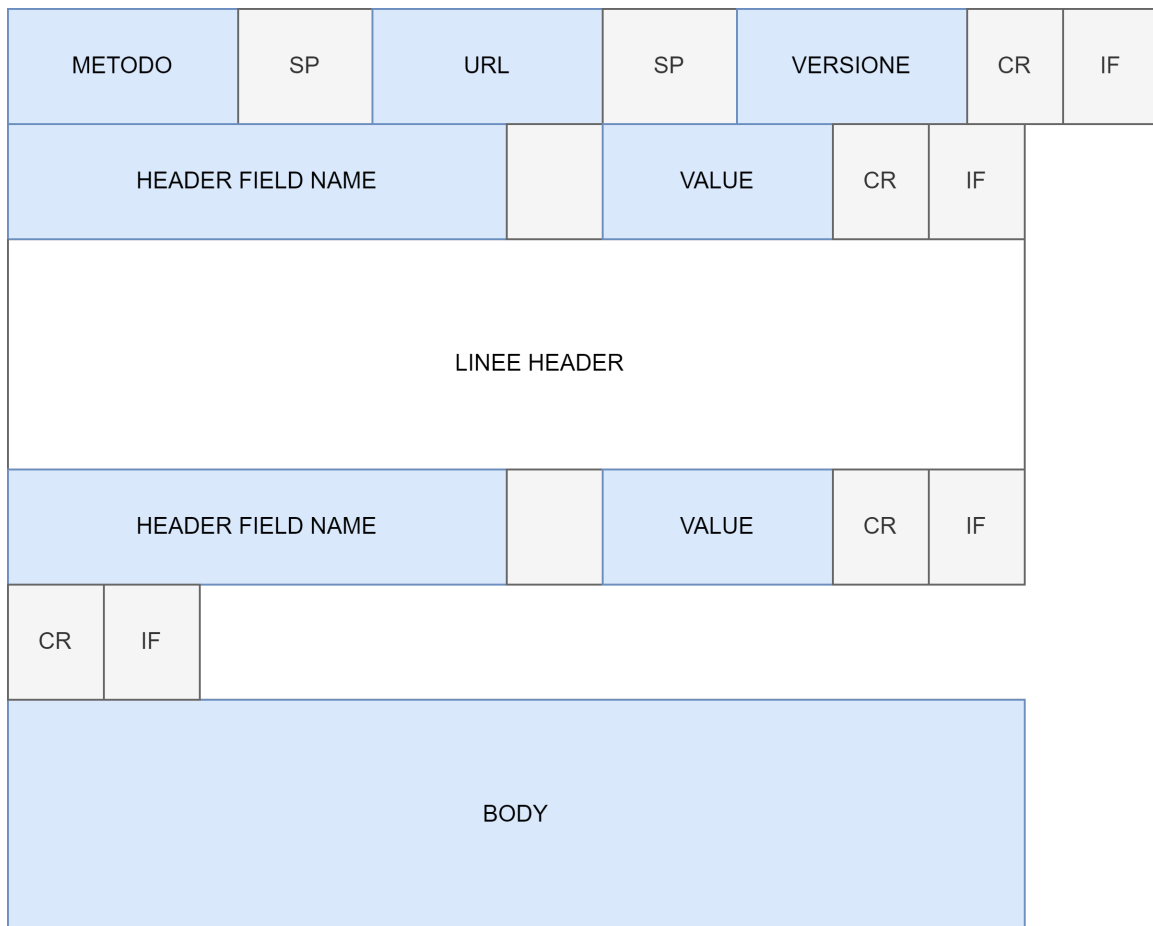 METODO SP URL SP VERSIONE CR IF
HEADER FIELD NAME VALUE CR IF
LINEE HEADER
HEADER FIELD NAME VALUE CR IF
CR IF
BODY